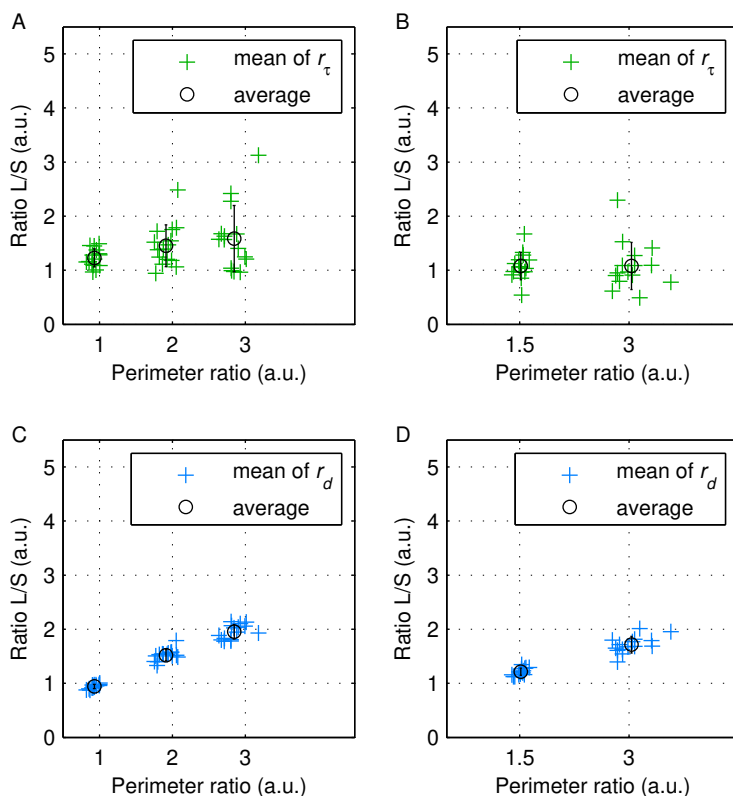 A
mean of r_τ
average
Ratio L/S (a.u.)
5
4
3
2
1
0
1 2 3
Perimeter ratio (a.u.)
B
mean of r_τ
average
Ratio L/S (a.u.)
5
4
3
2
1
0
1.5 3
Perimeter ratio (a.u.)
C
mean of r_d
average
Ratio L/S (a.u.)
5
4
3
2
1
0
1 2 3
Perimeter ratio (a.u.)
D
mean of r_d
average
Ratio L/S (a.u.)
5
4
3
2
1
0
1.5 3
Perimeter ratio (a.u.)